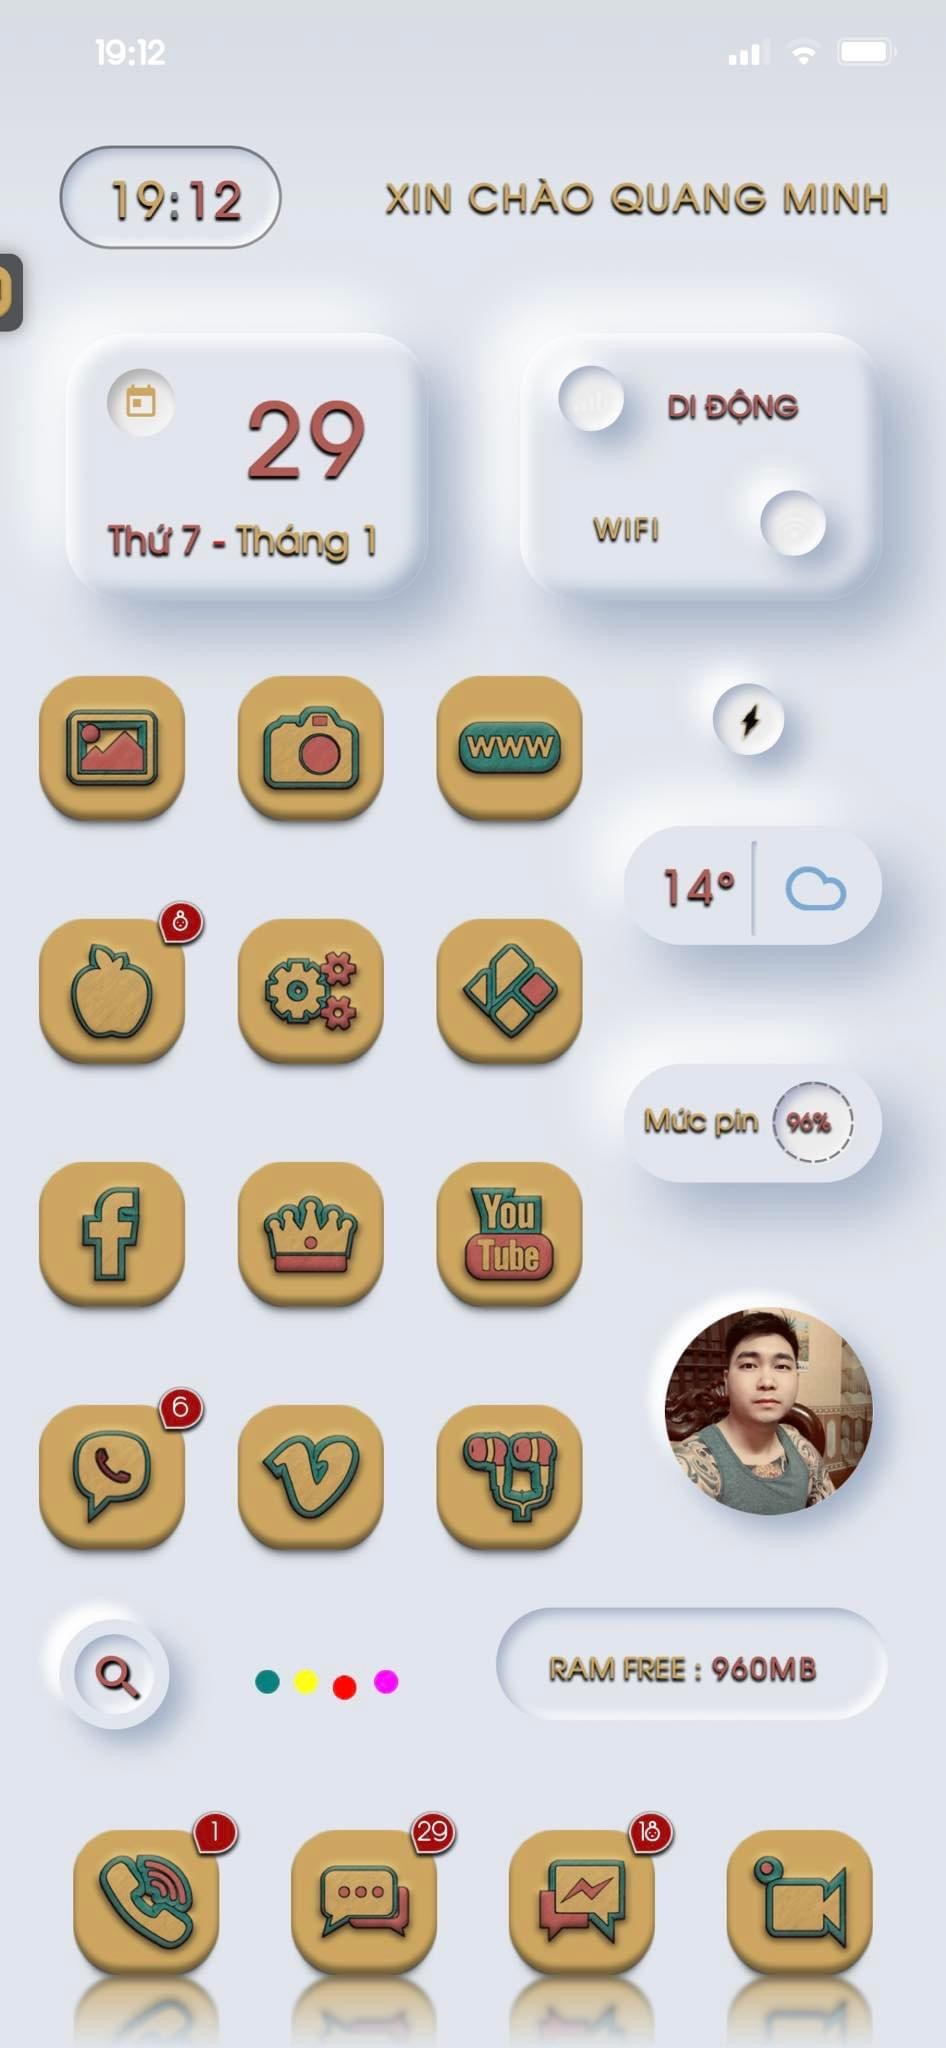 19:12
19:12
XIN CHÀO QUANG MINH
29
Thứ 7 - Tháng 1
DI ĐỘNG
WIFI
WWW
14°
8
Mức pin 96%
You
Tube
6
RAM FREE : 960MB
1
29
18